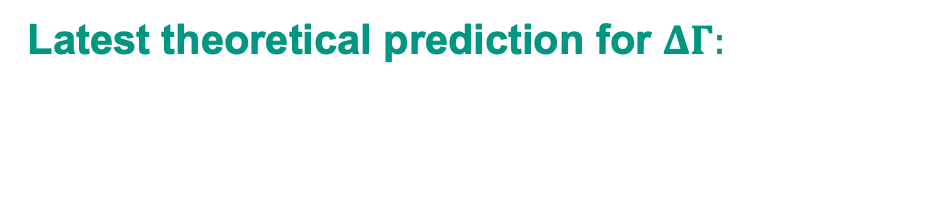 Latest theoretical prediction for ΔΓ: